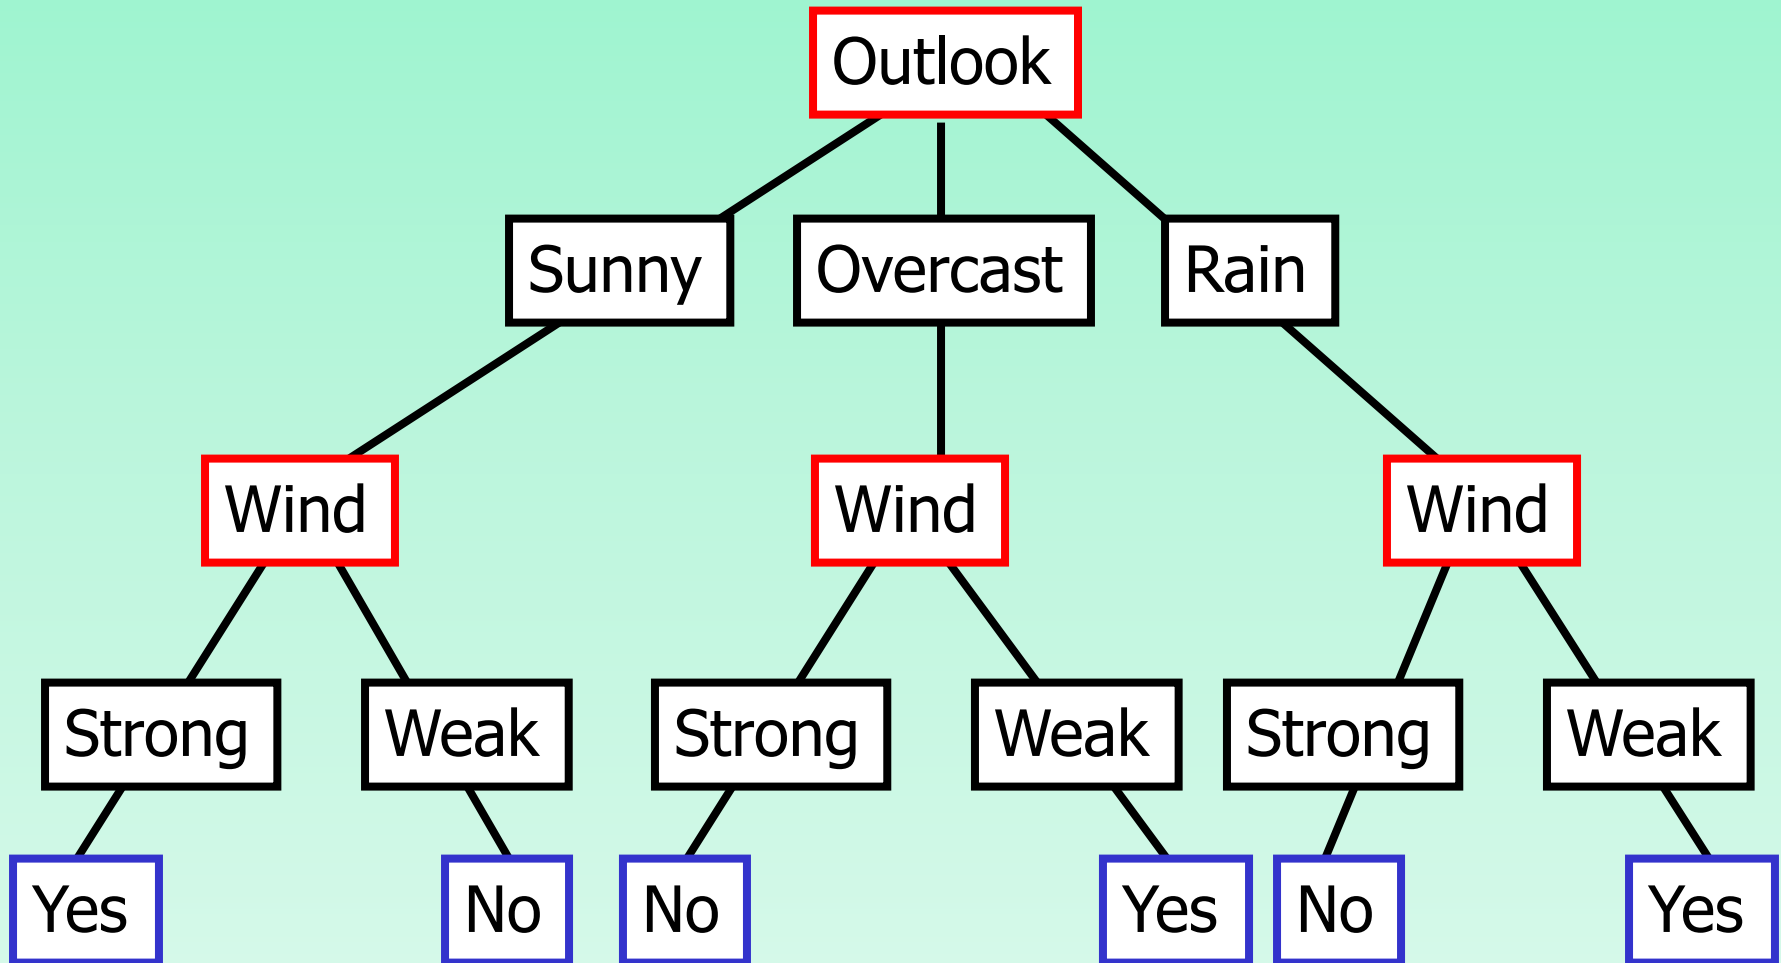 Outlook
Sunny
Overcast
Rain
Wind
Wind
Wind
Strong
Weak
Strong
Weak
Strong
Weak
Yes
No
No
Yes
No
Yes